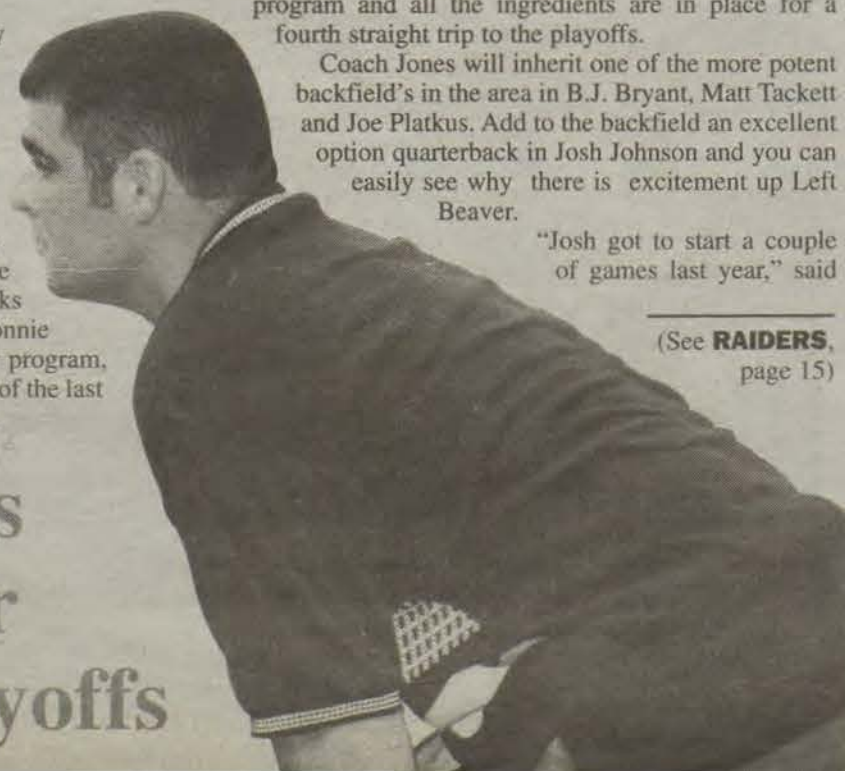 program and all the ingredients are in place for a
fourth straight trip to the playoffs.
Coach Jones will inherit one of the more potent
backfield's in the area in B.J. Bryant, Matt Tackett
and Joe Platkus. Add to the backfield an excellent
option quarterback in Josh Johnson and you can
easily see why there is excitement up Left
Beaver.
"Josh got to start a couple
of games last year," said
(See RAIDERS,
page 15)
e
ks
onnie
program,
of the last
s
r
yoffs